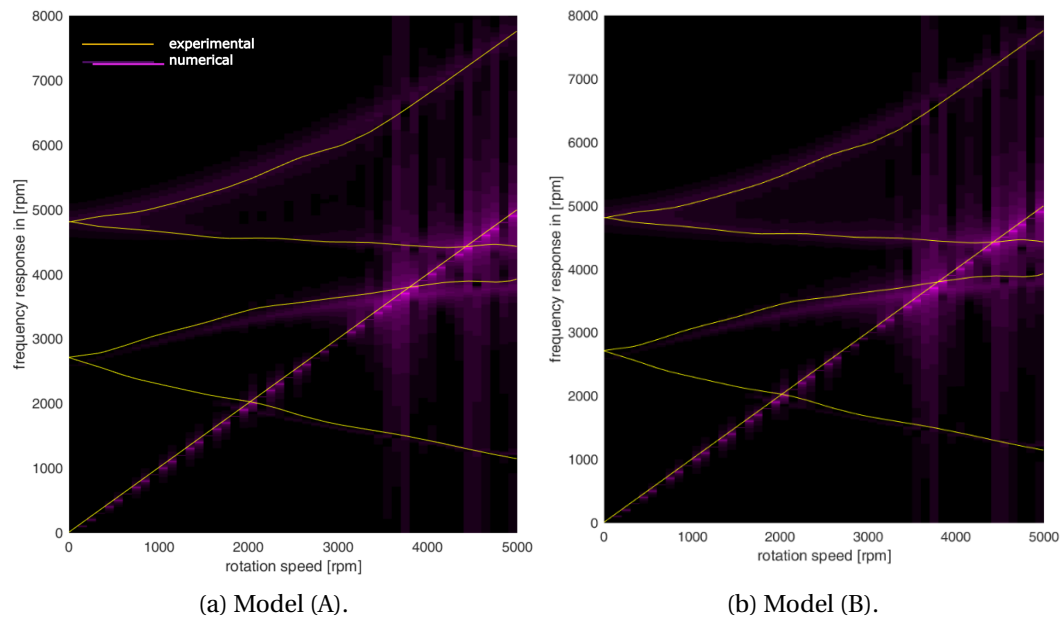 8000
7000
6000
5000
4000
3000
2000
1000
0
frequency response in [rpm]
experimental
numerical
0 1000 2000 3000 4000 5000
rotation speed [rpm]
(a) Model (A).
8000
7000
6000
5000
4000
3000
2000
1000
0
frequency response in [rpm]
0 1000 2000 3000 4000 5000
rotation speed [rpm]
(b) Model (B).